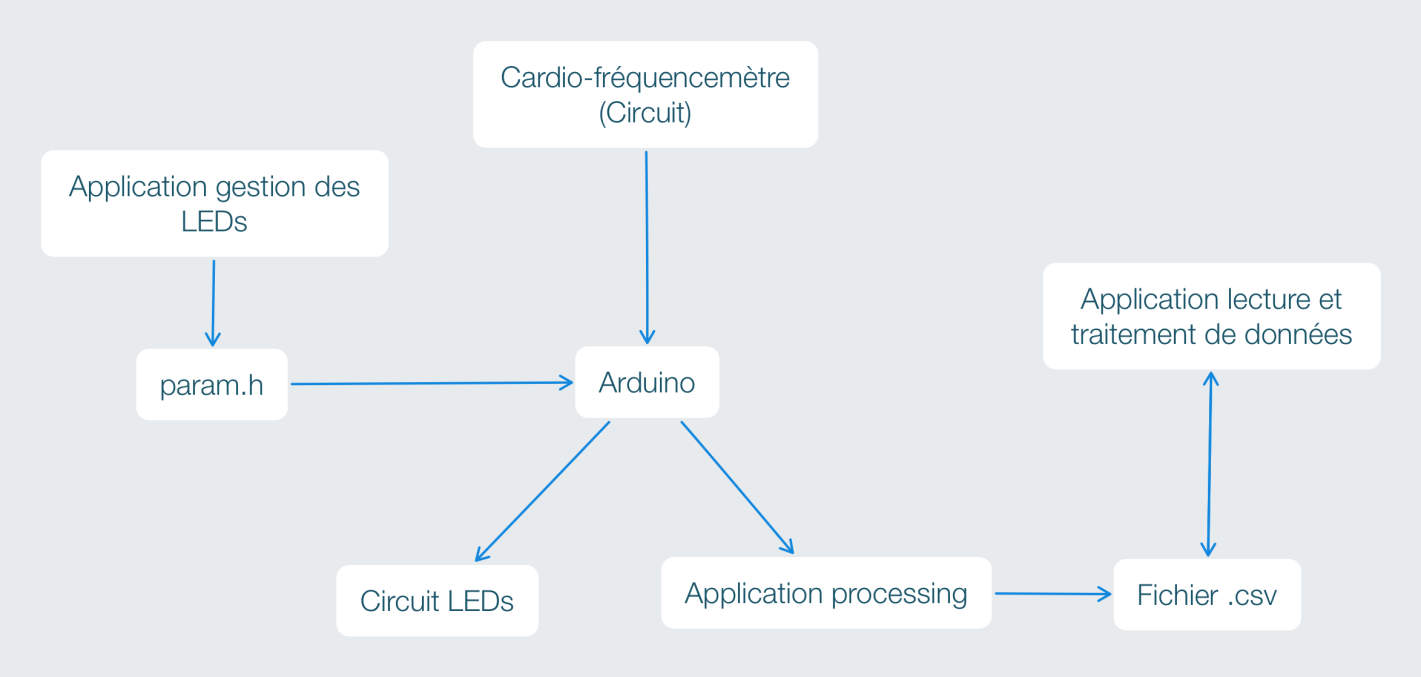 Cardio-fréquencemètre
(Circuit)
Application gestion des
LEDs
Application lecture et
traitement de données
param.h
Arduino
Circuit LEDs
Application processing
Fichier .csv